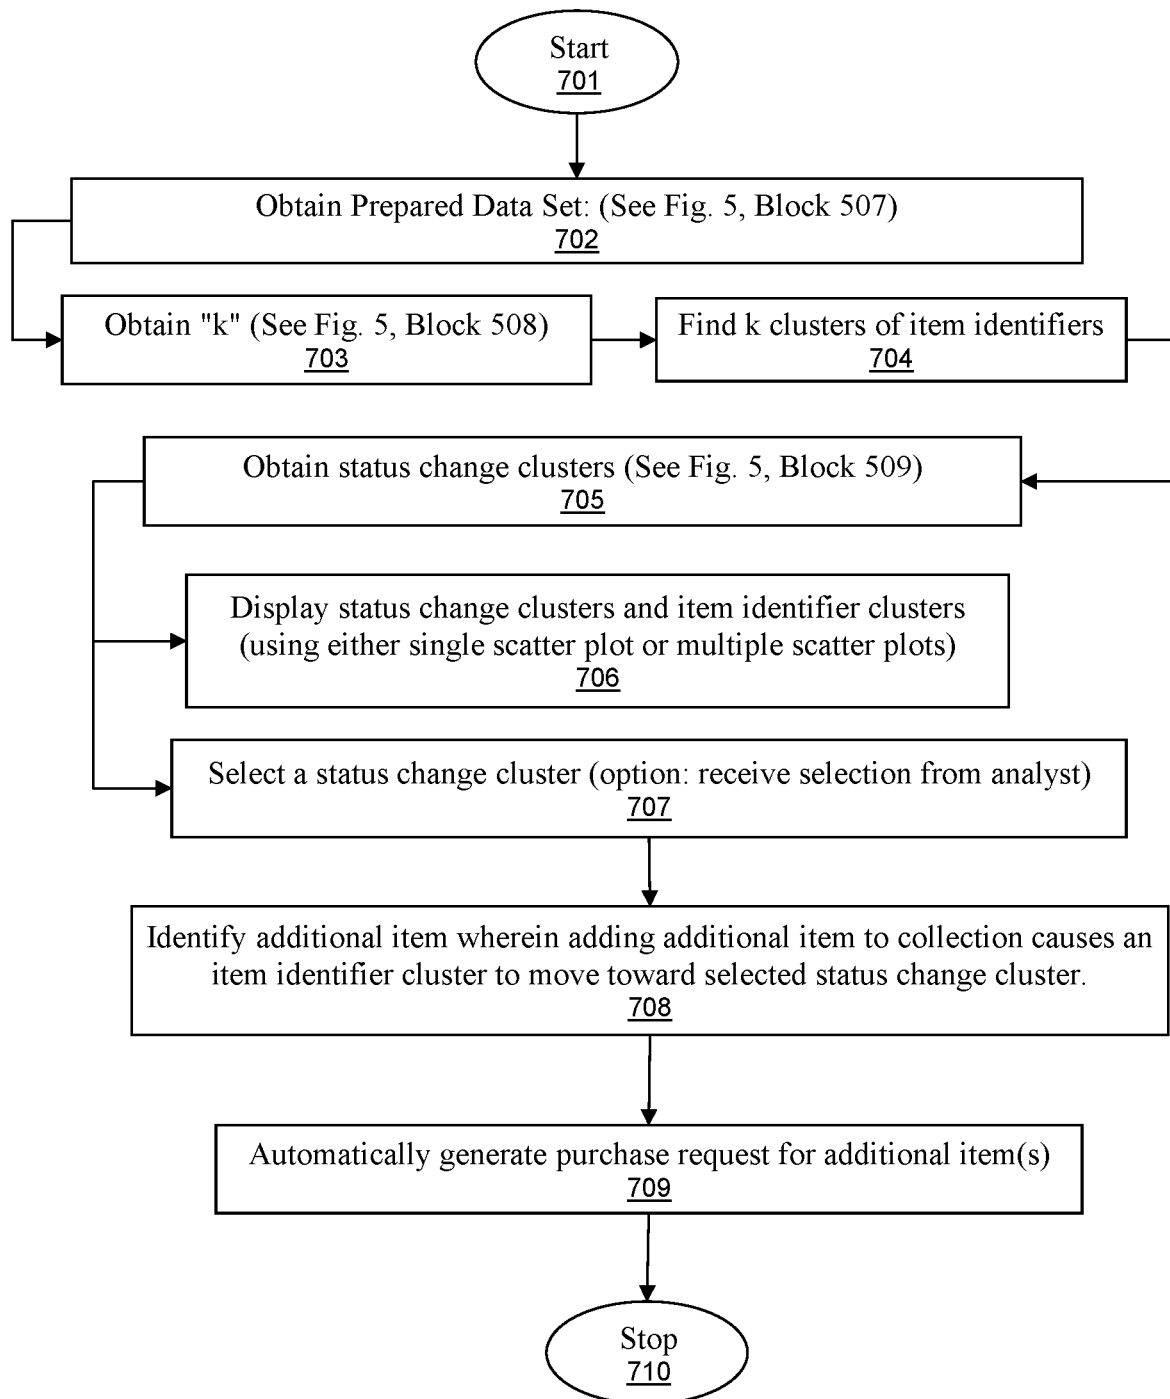 Start
701
Obtain Prepared Data Set: (See Fig. 5, Block 507)
702
Obtain "k" (See Fig. 5, Block 508)
703
Find k clusters of item identifiers
704
Obtain status change clusters (See Fig. 5, Block 509)
705
Display status change clusters and item identifier clusters
(using either single scatter plot or multiple scatter plots)
706
Select a status change cluster (option: receive selection from analyst)
707
Identify additional item wherein adding additional item to collection causes an
item identifier cluster to move toward selected status change cluster.
708
Automatically generate purchase request for additional item(s)
709
Stop
710